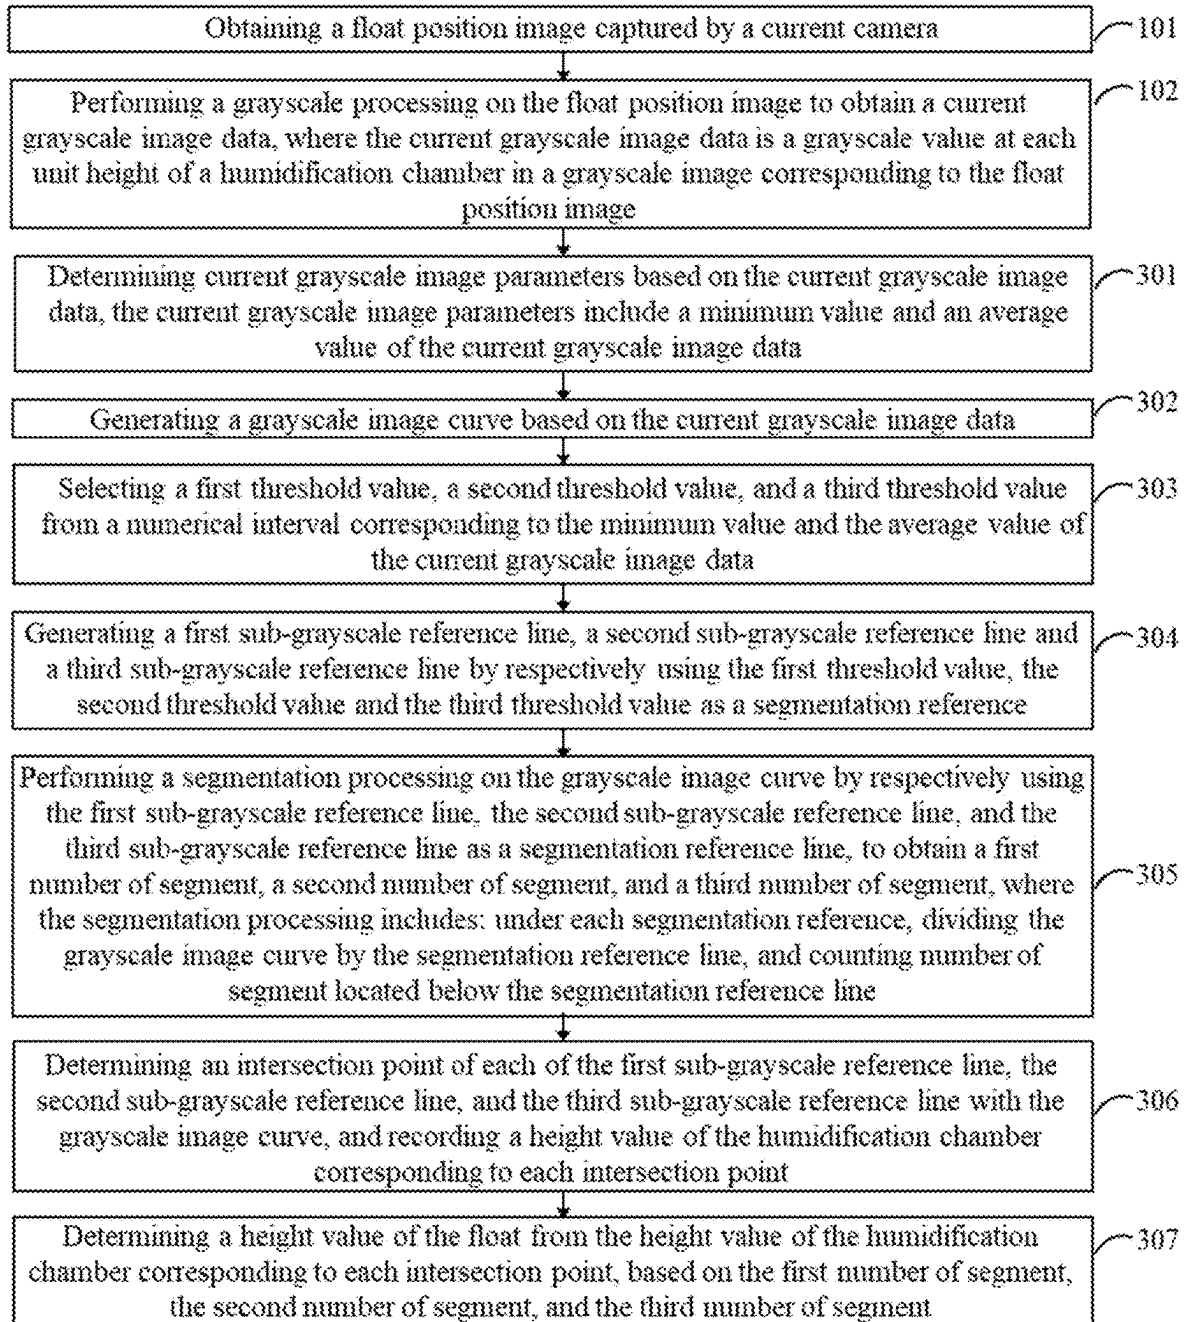 Obtaining a float position image captured by a current camera
101
Performing a grayscale processing on the float position image to obtain a current
grayscale image data, where the current grayscale image data is a grayscale value at each
unit height of a humidification chamber in a grayscale image corresponding to the float
position image
102
Determining current grayscale image parameters based on the current grayscale image
data, the current grayscale image parameters include a minimum value and an average
value of the current grayscale image data
301
Generating a grayscale image curve based on the current grayscale image data
302
Selecting a first threshold value, a second threshold value, and a third threshold value
from a numerical interval corresponding to the minimum value and the average value of
the current grayscale image data
303
Generating a first sub-grayscale reference line, a second sub-grayscale reference line and
a third sub-grayscale reference line by respectively using the first threshold value, the
second threshold value and the third threshold value as a segmentation reference
304
Performing a segmentation processing on the grayscale image curve by respectively using
the first sub-grayscale reference line, the second sub-grayscale reference line, and the
third sub-grayscale reference line as a segmentation reference line, to obtain a first
number of segment, a second number of segment, and a third number of segment, where
the segmentation processing includes: under each segmentation reference, dividing the
grayscale image curve by the segmentation reference line, and counting number of
segment located below the segmentation reference line
305
Determining an intersection point of each of the first sub-grayscale reference line, the
second sub-grayscale reference line, and the third sub-grayscale reference line with the
grayscale image curve, and recording a height value of the humidification chamber
corresponding to each intersection point
306
Determining a height value of the float from the height value of the humidification
chamber corresponding to each intersection point, based on the first number of segment,
the second number of segment, and the third number of segment
307